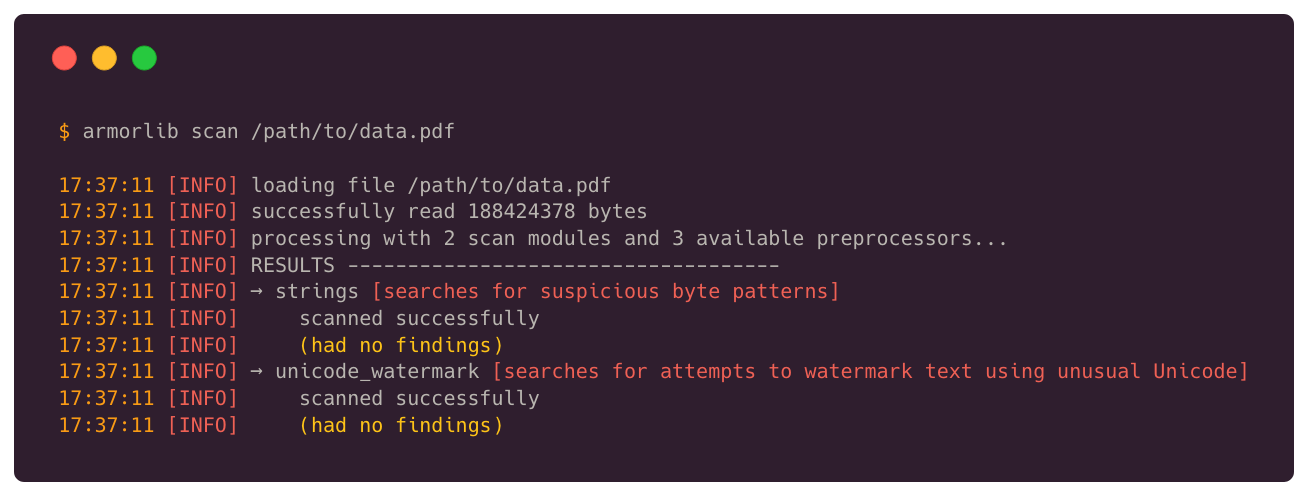 $ armorlib scan /path/to/data.pdf
17:37:11 [INFO] loading file /path/to/data.pdf
17:37:11 [INFO] successfully read 188424378 bytes
17:37:11 [INFO] processing with 2 scan modules and 3 available preprocessors...
17:37:11 [INFO] RESULTS ------------------------------------
17:37:11 [INFO] → strings [searches for suspicious byte patterns]
17:37:11 [INFO]     scanned successfully
17:37:11 [INFO]     (had no findings)
17:37:11 [INFO] → unicode_watermark [searches for attempts to watermark text using unusual Unicode]
17:37:11 [INFO]     scanned successfully
17:37:11 [INFO]     (had no findings)